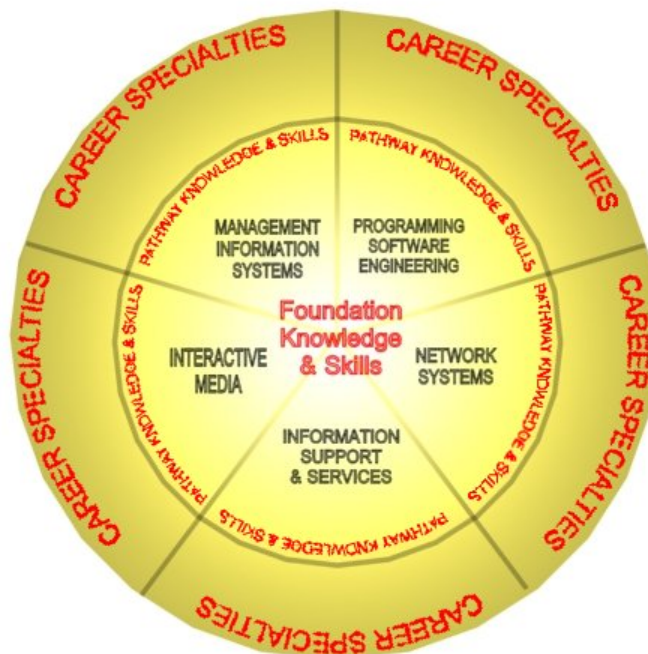 CAREER SPECIALTIES
CAREER SPECIALTIES
PATHWAY KNOWLEDGE & SKILLS
PATHWAY KNOWLEDGE & SKILLS
MANAGEMENT
INFORMATION
SYSTEMS
PROGRAMMING
SOFTWARE
ENGINEERING
Foundation
Knowledge
& Skills
CAREER SPECIALTIES
PATHWAY KNOWLEDGE & SKILLS
INTERACTIVE
MEDIA
NETWORK
SYSTEMS
PATHWAY KNOWLEDGE & SKILLS
CAREER SPECIALTIES
INFORMATION
SUPPORT
& SERVICES
PATHWAY KNOWLEDGE & SKILLS
CAREER SPECIALTIES